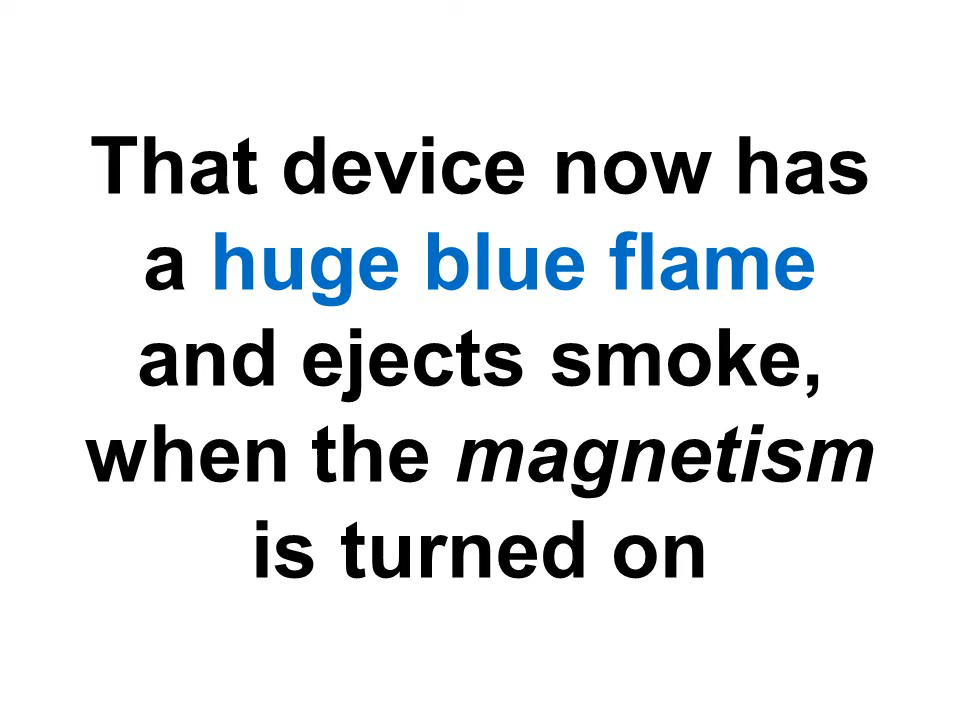 That device now has
a huge blue flame
and ejects smoke,
when the magnetism
is turned on